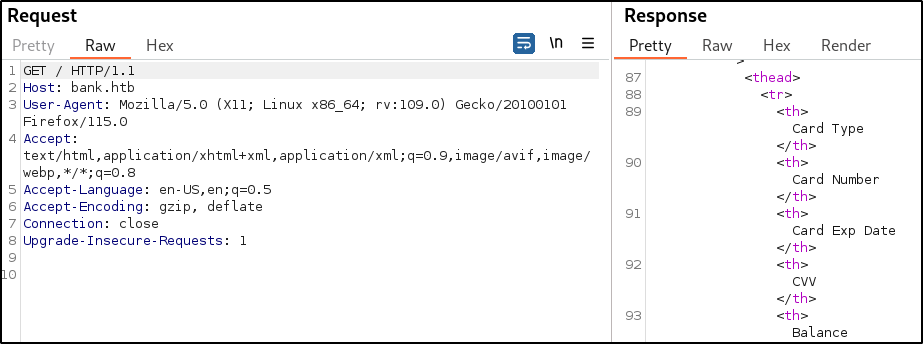 Request
Pretty Raw Hex
\n
1 GET / HTTP/1.1
2 Host: bank.htb
3 User-Agent: Mozilla/5.0 (X11; Linux x86_64; rv:109.0) Gecko/20100101
Firefox/115.0
4 Accept:
text/html,application/xhtml+xml,application/xml;q=0.9,image/avif,image/
webp,*/*;q=0.8
5 Accept-Language: en-US,en;q=0.5
6 Accept-Encoding: gzip, deflate
7 Connection: close
8 Upgrade-Insecure-Requests: 1
9
10
Response
Pretty Raw Hex Render
>
87 <thead>
88 <tr>
89 <th>
Card Type
</th>
90 <th>
Card Number
</th>
91 <th>
Card Exp Date
</th>
92 <th>
CVV
</th>
93 <th>
Balance